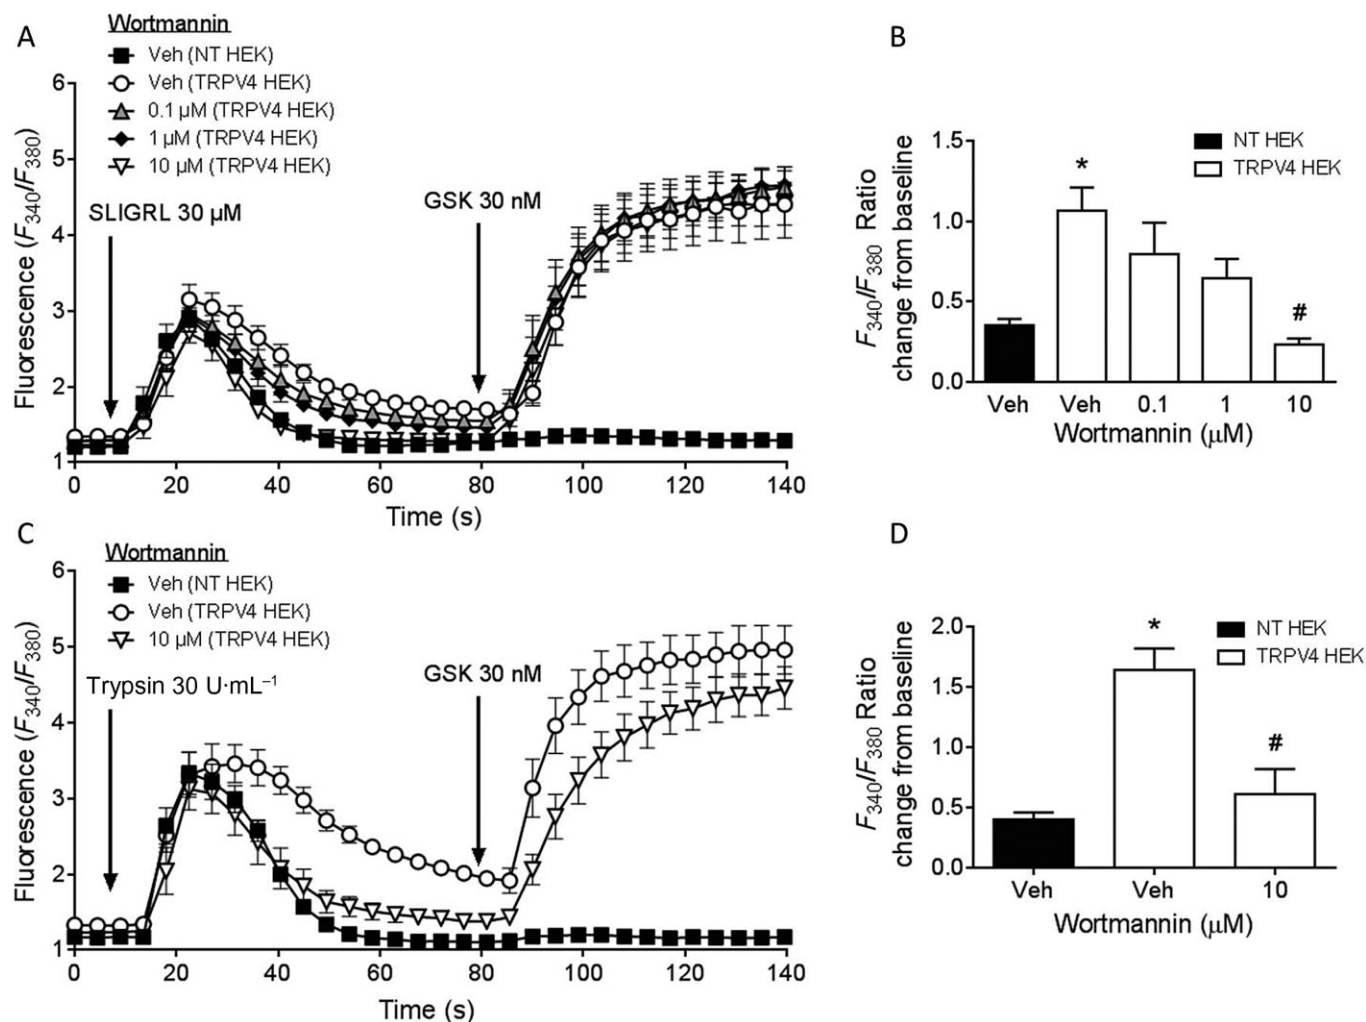 A
Wortmannin
Veh (NT HEK)
Veh (TRPV4 HEK)
0.1 µM (TRPV4 HEK)
1 µM (TRPV4 HEK)
10 µM (TRPV4 HEK)
SLIGRL 30 µM
GSK 30 nM
Fluorescence (F340/F380)
6
5
4
3
2
1
0 20 40 60 80 100 120 140
Time (s)
B
NT HEK
TRPV4 HEK
F340/F380 Ratio
change from baseline
1.5
1.0
0.5
0.0
*
#
Veh Veh 0.1 1 10
Wortmannin (µM)
C
Wortmannin
Veh (NT HEK)
Veh (TRPV4 HEK)
10 µM (TRPV4 HEK)
Trypsin 30 U·mL⁻¹
GSK 30 nM
Fluorescence (F340/F380)
6
5
4
3
2
1
0 20 40 60 80 100 120 140
Time (s)
D
NT HEK
TRPV4 HEK
F340/F380 Ratio
change from baseline
2.0
1.5
1.0
0.5
0.0
*
#
Veh Veh 10
Wortmannin (µM)